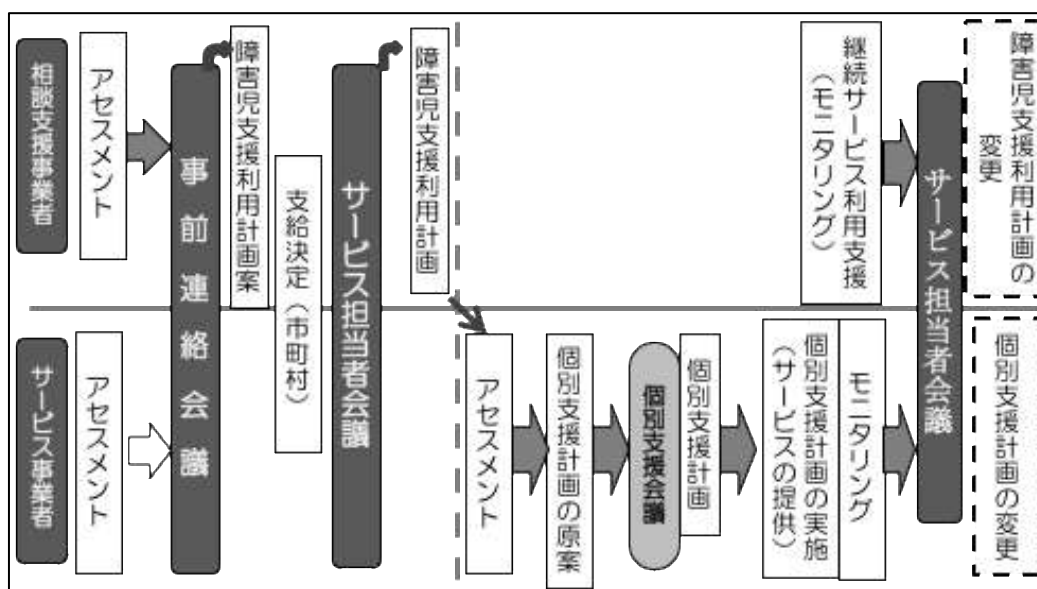 相談支援事業者
アセスメント
事前連絡会議
障害児支援利用計画案
支給決定（市町村）
サービス担当者会議
障害児支援利用計画
継続サービス利用支援
（モニタリング）
サービス担当者会議
障害児支援利用計画の
変更
サービス事業者
アセスメント
アセスメント
個別支援計画の原案
個別支援会議
個別支援計画
個別支援計画の実施
（サービスの提供）
モニタリング
個別支援計画の変更